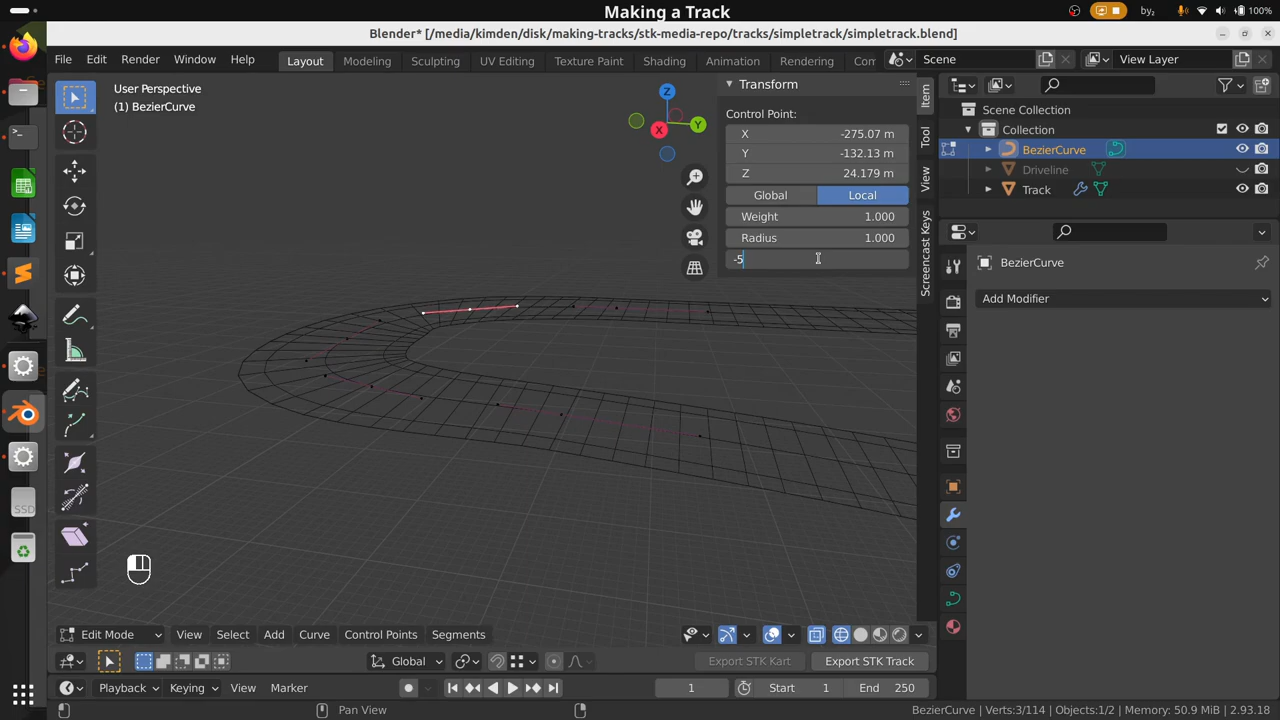 Making a Track
by₂
100%
Blender* [/media/kimden/disk/making-tracks/stk-media-repo/tracks/simpletrack/simpletrack.blend]
File Edit Render Window Help Layout Modeling Sculpting UV Editing Texture Paint Shading Animation Rendering Com Scene View Layer
User Perspective
(1) BezierCurve
Z
Y
X
Transform
Control Point:
X -275.07 m
Y -132.13 m
Z 24.179 m
Global Local
Weight 1.000
Radius 1.000
-5
Item
Tool
View
Screencast Keys
Scene Collection
Collection
BezierCurve
Driveline
Track
BezierCurve
Add Modifier
SSD
Edit Mode View Select Add Curve Control Points Segments
Global Export STK Kart Export STK Track
Playback Keying View Marker 1 Start 1 End 250
Pan View BezierCurve | Verts:3/114 | Objects:1/2 | Memory: 50.9 MiB | 2.93.18